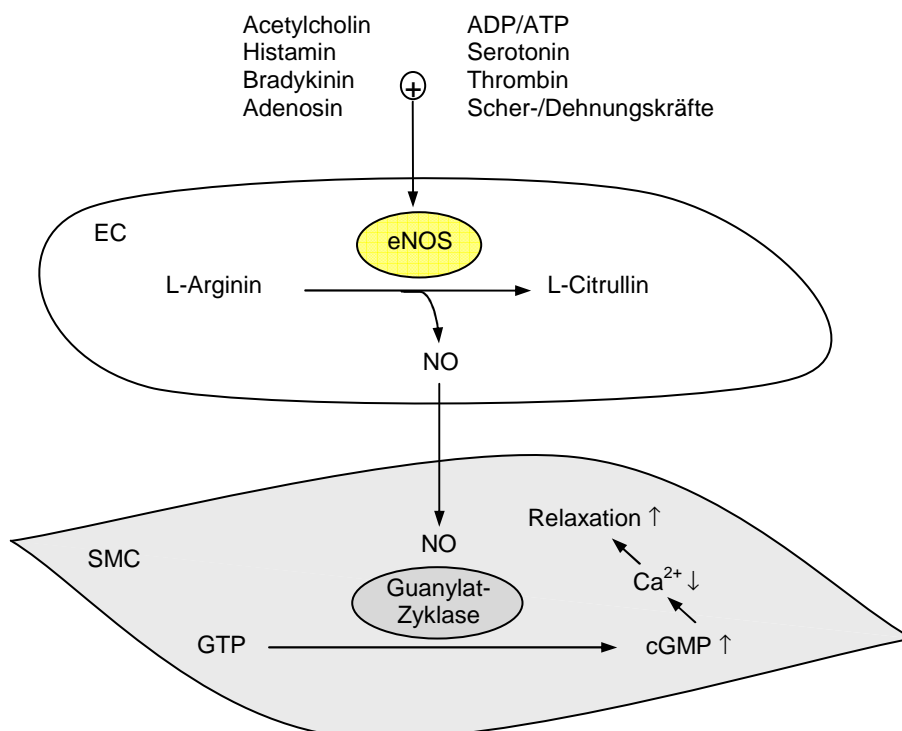 Acetylcholin
Histamin
Bradykinin
Adenosin
+
ADP/ATP
Serotonin
Thrombin
Scher-/Dehnungskräfte
EC
eNOS
L-Arginin
L-Citrullin
NO
Relaxation ↑
NO
SMC
Ca²⁺ ↓
Guanylat-
Zyklase
GTP
cGMP ↑